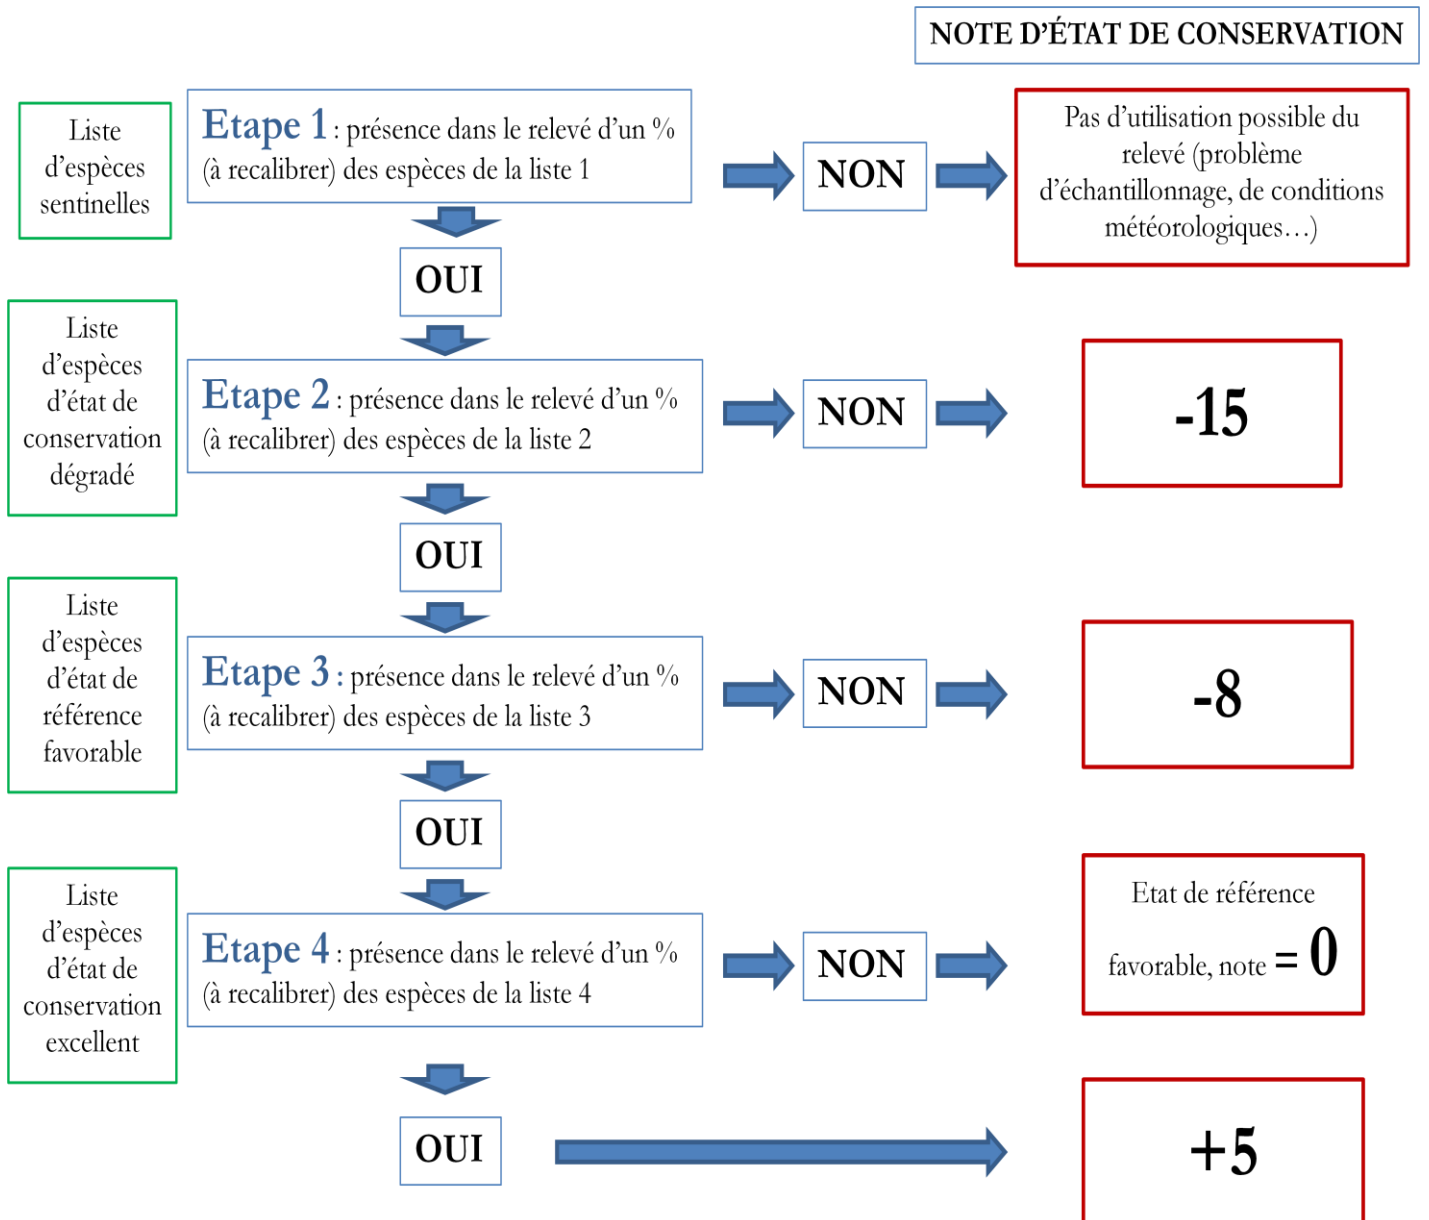 NOTE D'ÉTAT DE CONSERVATION
Liste
d'espèces
sentinelles
Etape 1 : présence dans le relevé d'un %
(à recalibrer) des espèces de la liste 1
NON
Pas d'utilisation possible du
relevé (problème
d'échantillonnage, de conditions
météorologiques…)
OUI
Liste
d'espèces
d'état de
conservation
dégradé
Etape 2 : présence dans le relevé d'un %
(à recalibrer) des espèces de la liste 2
NON
-15
OUI
Liste
d'espèces
d'état de
référence
favorable
Etape 3 : présence dans le relevé d'un %
(à recalibrer) des espèces de la liste 3
NON
-8
OUI
Liste
d'espèces
d'état de
conservation
excellent
Etape 4 : présence dans le relevé d'un %
(à recalibrer) des espèces de la liste 4
NON
Etat de référence
favorable, note = 0
OUI
+5